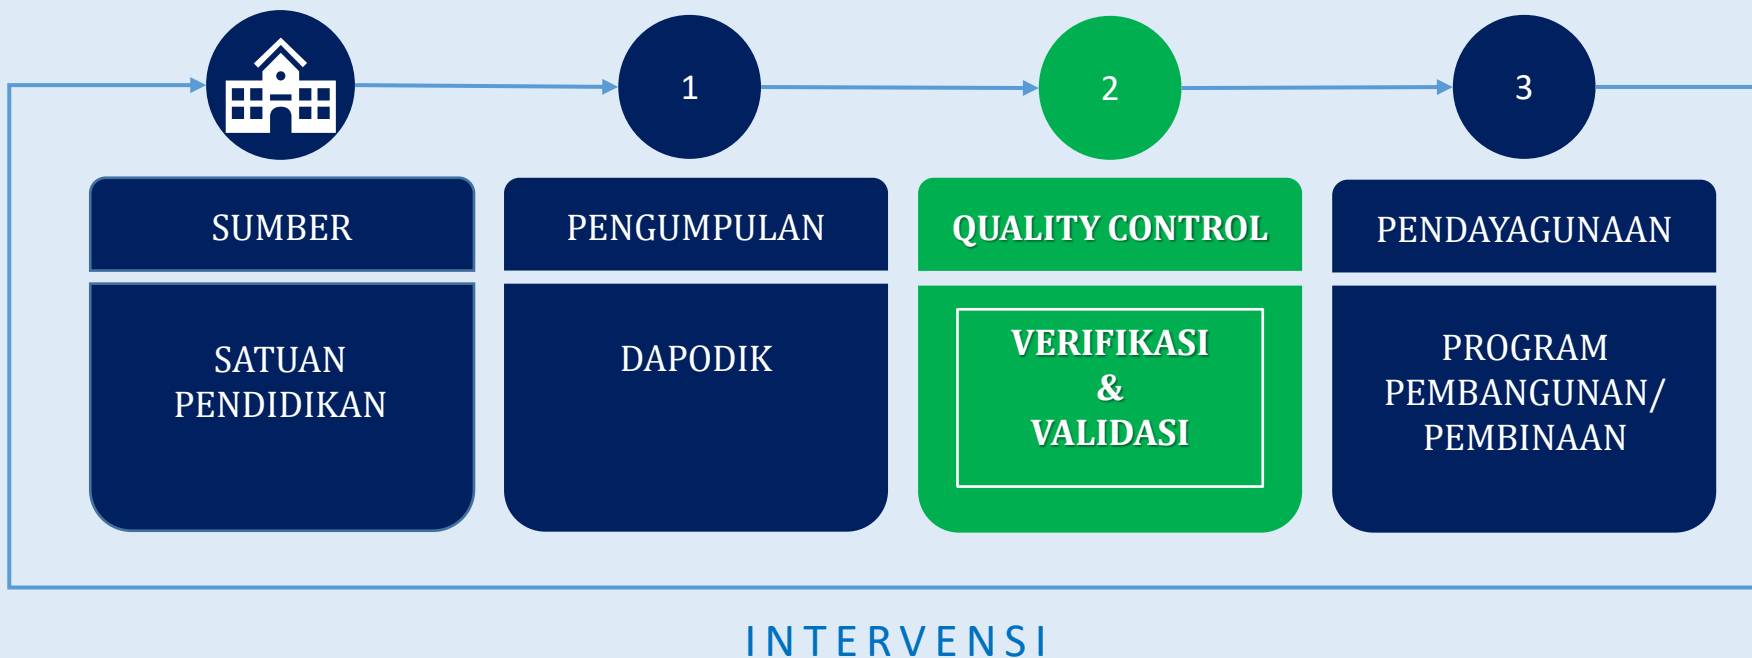 1
2
3
SUMBER
PENGUMPULAN
QUALITY CONTROL
PENDAYAGUNAAN
SATUAN
PENDIDIKAN
DAPODIK
VERIFIKASI
&
VALIDASI
PROGRAM
PEMBANGUNAN/
PEMBINAAN
INTERVENSI